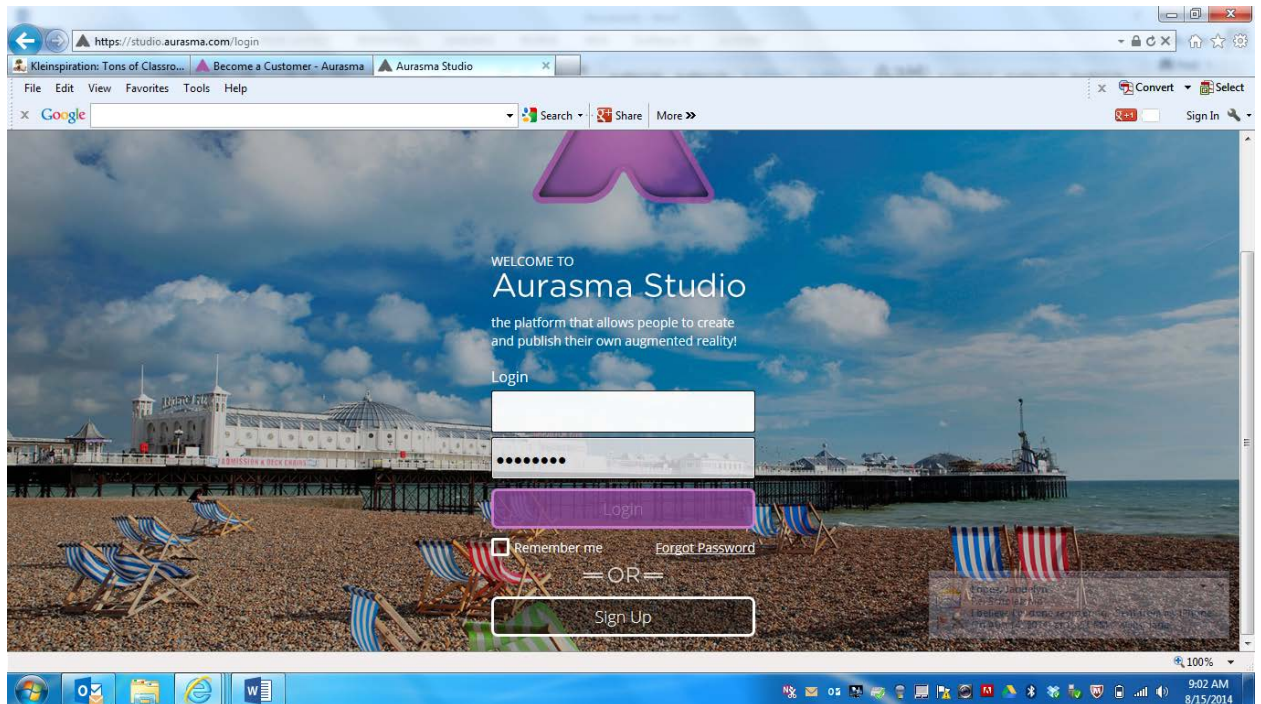 https://studio.aurasma.com/login
Kleinspiration: Tons of Classro... Become a Customer - Aurasma Aurasma Studio
File Edit View Favorites Tools Help
Convert Select
Google Search Share More »
+1 Sign In
WELCOME TO
Aurasma Studio
the platform that allows people to create
and publish their own augmented reality!
Login
Login
Remember me Forgot Password
OR
Sign Up
100%
9:02 AM
8/15/2014